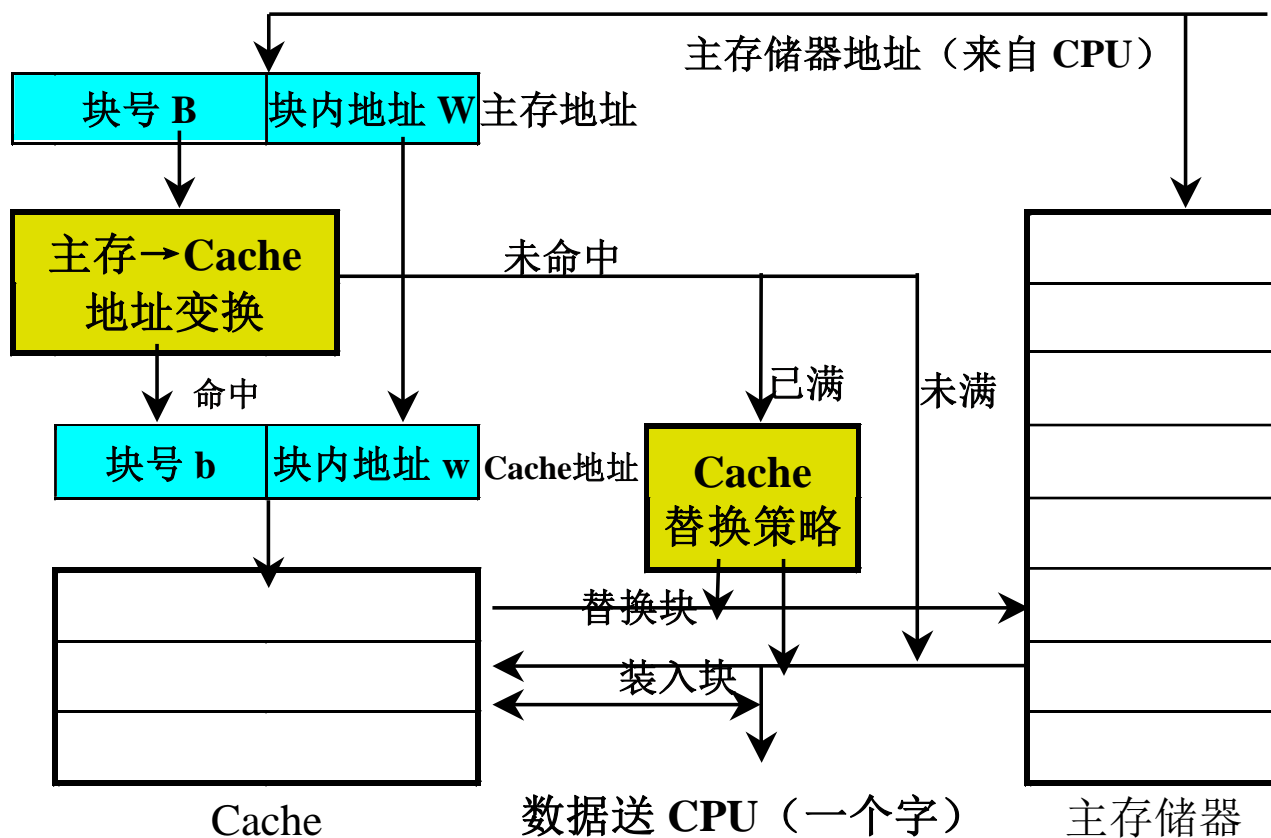 主存储器地址（来自 CPU）
块号 B
块内地址 W
主存地址
主存→Cache
地址变换
未命中
命中
已满
未满
块号 b
块内地址 w
Cache地址
Cache
替换策略
替换块
装入块
Cache
数据送 CPU（一个字）
主存储器